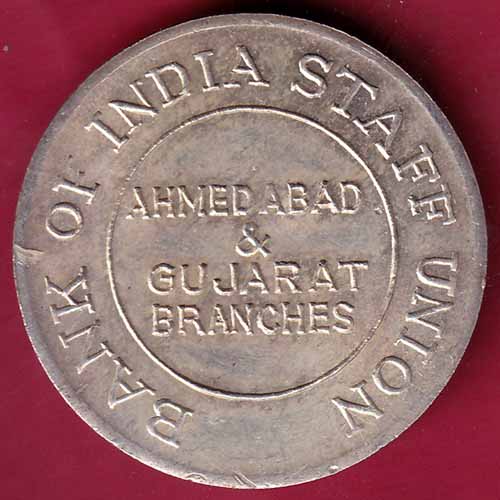 BANK OF INDIA STAFF UNION
AHMEDABAD
&
GUJARAT
BRANCHES